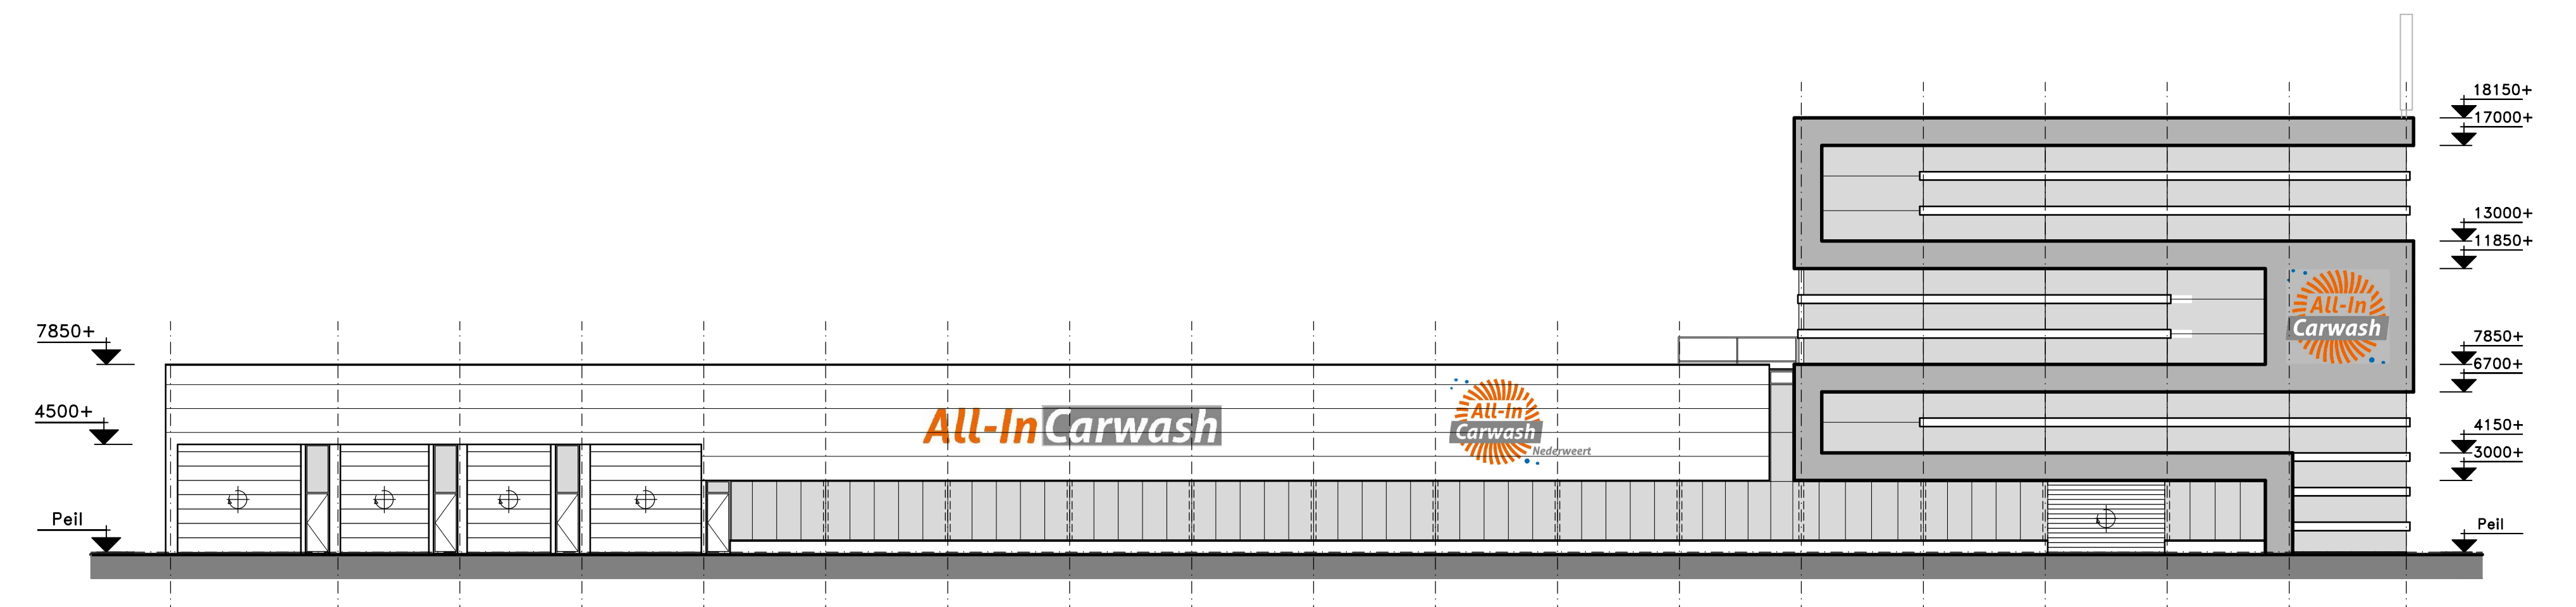 18150+
17000+
13000+
11850+
All-In
Carwash
7850+
7850+
6700+
4500+
All-In Carwash
All-In
Carwash
Nederweert
4150+
3000+
Peil
Peil